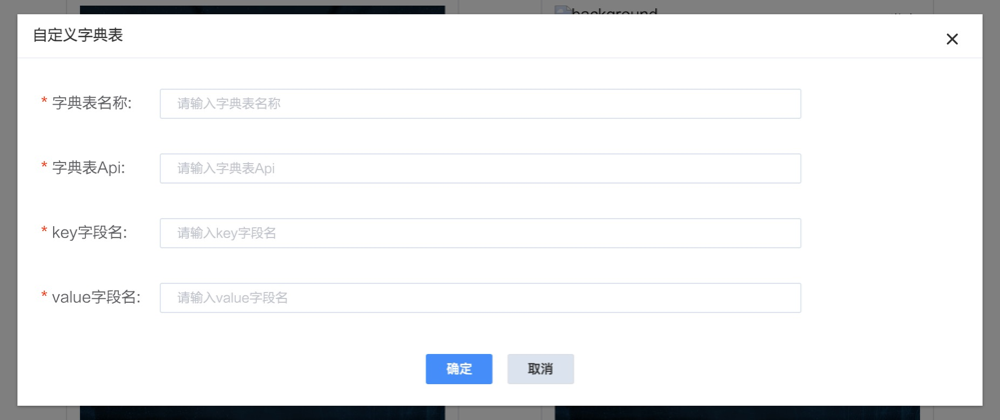 background
自定义字典表
* 字典表名称:
请输入字典表名称
* 字典表Api:
请输入字典表Api
* key字段名:
请输入key字段名
* value字段名:
请输入value字段名
确定
取消